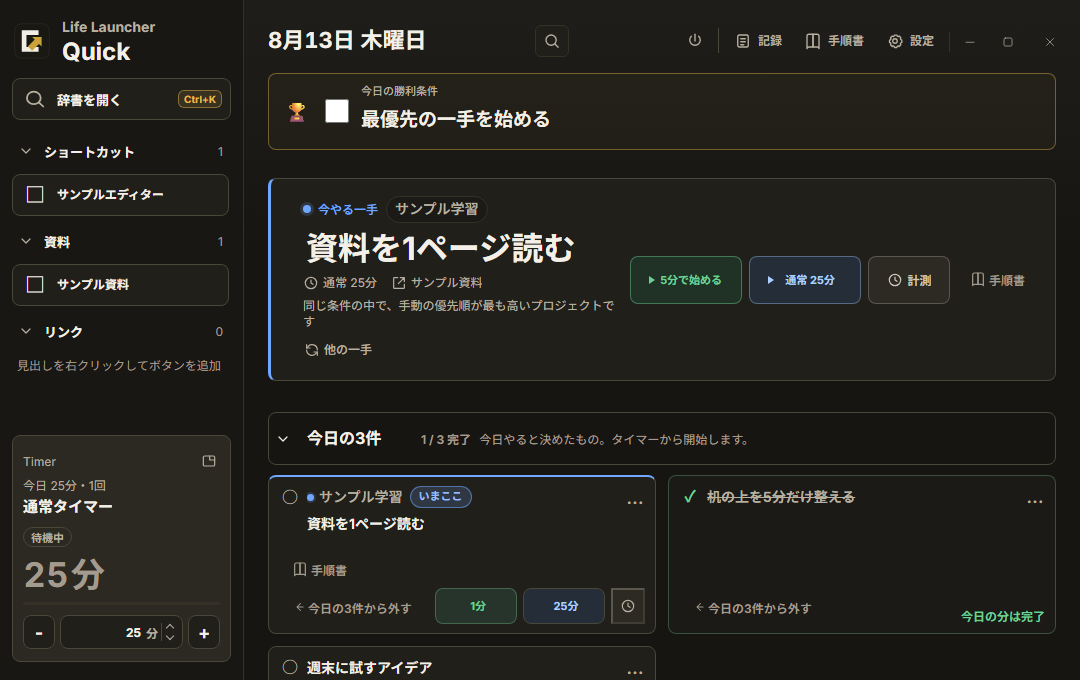 Life Launcher
Quick
辞書を開く Ctrl+K
ショートカット 1
サンプルエディター
資料 1
サンプル資料
リンク 0
見出しを右クリックしてボタンを追加
Timer
今日 25分・1回
通常タイマー
待機中
25分
- 25 分 +
8月13日 木曜日
記録 手順書 設定
今日の勝利条件
最優先の一手を始める
今やる一手 サンプル学習
資料を1ページ読む
通常 25分 サンプル資料
同じ条件の中で、手動の優先順が最も高いプロジェクトで
す
他の一手
5分で始める 通常 25分 計測 手順書
今日の3件 1 / 3 完了 今日やると決めたもの。タイマーから開始します。
サンプル学習 いまここ ...
資料を1ページ読む
手順書
← 今日の3件から外す 1分 25分
✓ 机の上を5分だけ整える ...
← 今日の3件から外す 今日の分は完了
週末に試すアイデア ...